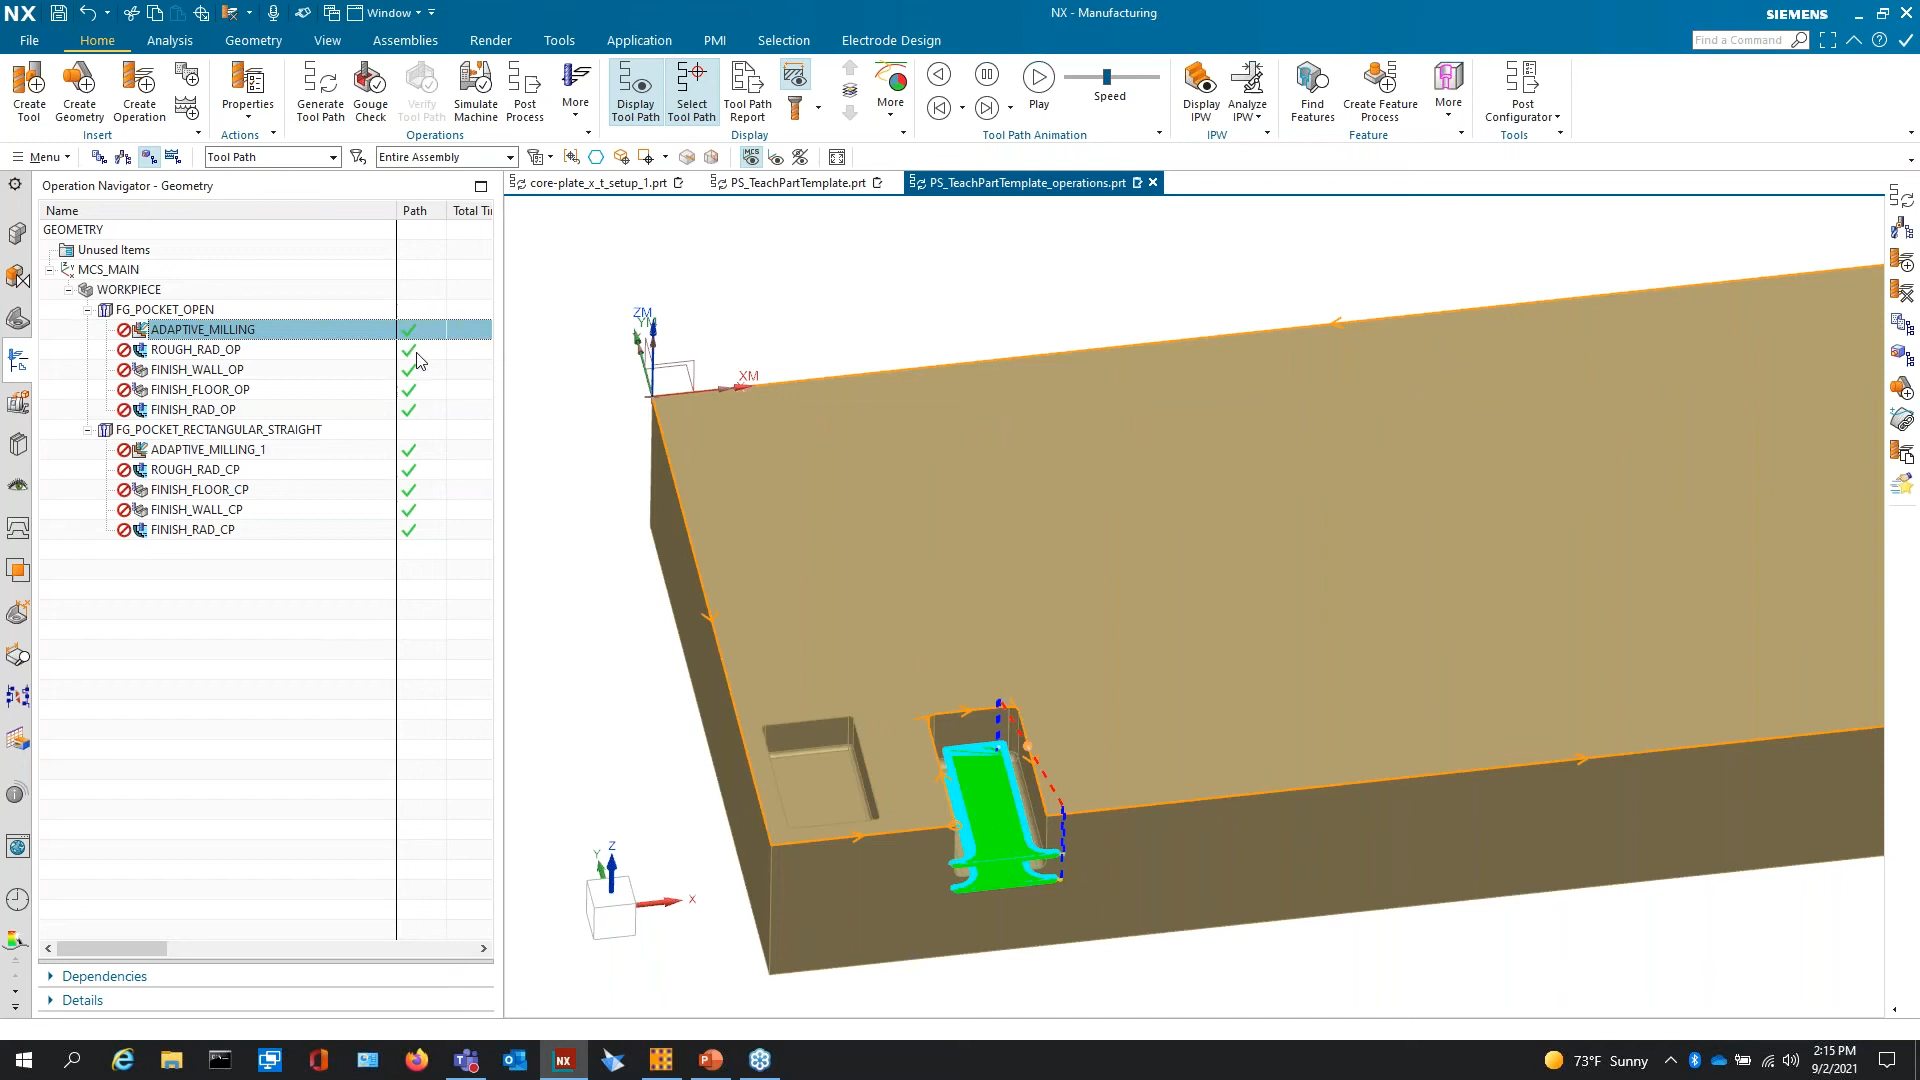 NX
Window
NX - Manufacturing
SIEMENS
File
Home
Analysis
Geometry
View
Assemblies
Render
Tools
Application
PMI
Selection
Electrode Design
Find a Command
Create Tool
Create Geometry
Create Operation
Properties
Generate Tool Path
Gouge Check
Verify Tool Path
Simulate Machine
Post Process
More
Display Tool Path
Select Tool Path
Tool Path Report
More
Play
Speed
Display IPW
Analyze IPW
Find Features
Create Feature Process
More
Post Configurator
Insert
Actions
Operations
Display
Tool Path Animation
IPW
Feature
Tools
Menu
Tool Path
Entire Assembly
MCS
Operation Navigator - Geometry
core-plate_x_t_setup_1.prt
PS_TeachPartTemplate.prt
PS_TeachPartTemplate_operations.prt
Name
Path
Total Ti
GEOMETRY
Unused Items
MCS_MAIN
WORKPIECE
FG_POCKET_OPEN
ADAPTIVE_MILLING
ROUGH_RAD_OP
FINISH_WALL_OP
FINISH_FLOOR_OP
FINISH_RAD_OP
FG_POCKET_RECTANGULAR_STRAIGHT
ADAPTIVE_MILLING_1
ROUGH_RAD_CP
FINISH_FLOOR_CP
FINISH_WALL_CP
FINISH_RAD_CP
ZM
YM
XM
Z
Y
X
Dependencies
Details
NX
73°F Sunny
2:15 PM
9/2/2021